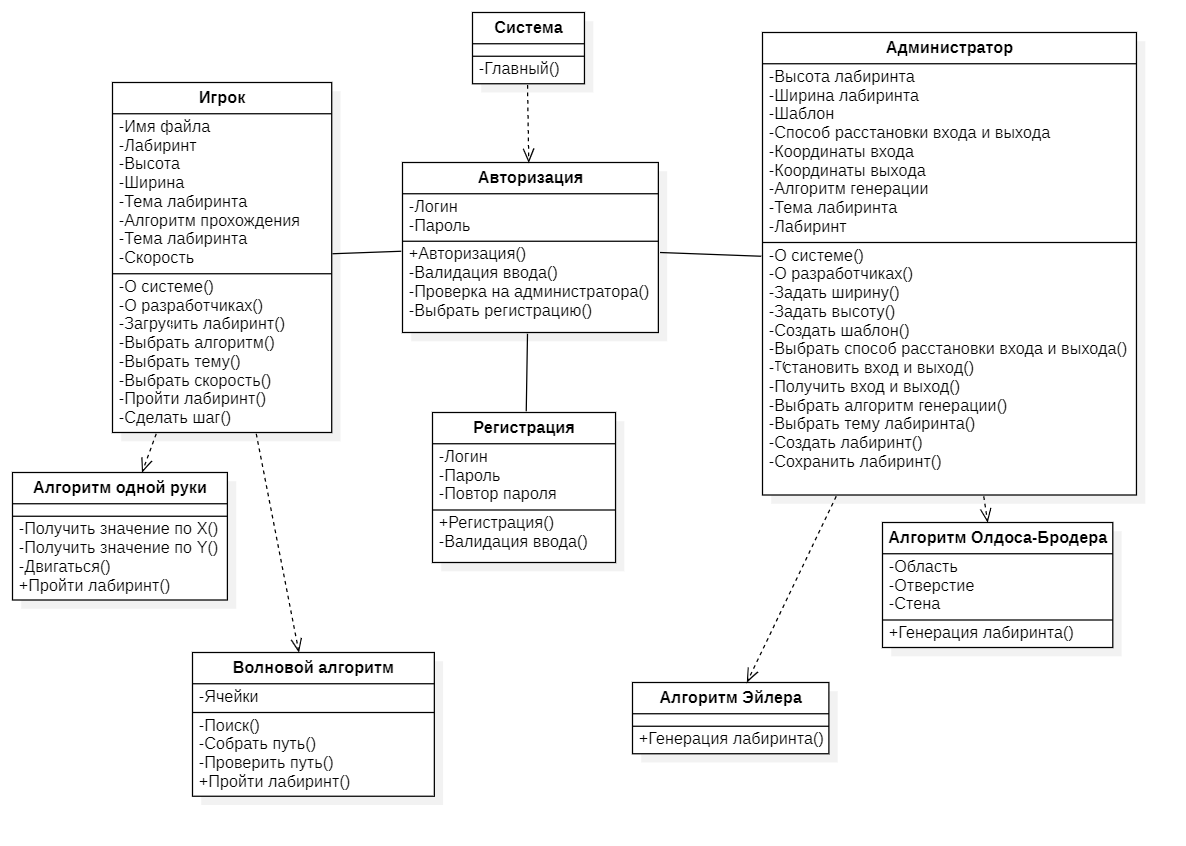 Система
-Главный()
Игрок
-Имя файла
-Лабиринт
-Высота
-Ширина
-Тема лабиринта
-Алгоритм прохождения
-Тема лабиринта
-Скорость
-О системе()
-О разработчиках()
-Загрузить лабиринт()
-Выбрать алгоритм()
-Выбрать тему()
-Выбрать скорость()
-Пройти лабиринт()
-Сделать шаг()
Авторизация
-Логин
-Пароль
+Авторизация()
-Валидация ввода()
-Проверка на администратора()
-Выбрать регистрацию()
Администратор
-Высота лабиринта
-Ширина лабиринта
-Шаблон
-Способ расстановки входа и выхода
-Координаты входа
-Координаты выхода
-Алгоритм генерации
-Тема лабиринта
-Лабиринт
-О системе()
-О разработчиках()
-Задать ширину()
-Задать высоту()
-Создать шаблон()
-Выбрать способ расстановки входа и выхода()
вход и выход()
-Получить вход и выход()
-Выбрать алгоритм генерации()
-Выбрать тему лабиринта()
-Создать лабиринт()
-Сохранить лабиринт()
Регистрация
-Логин
-Пароль
-Повтор пароля
+Регистрация()
-Валидация ввода()
Алгоритм одной руки
-Получить значение по X()
-Получить значение по Y()
-Двигаться()
+Пройти лабиринт()
Алгоритм Олдоса-Бродера
-Область
-Отверстие
-Стена
+Генерация лабиринта()
Волновой алгоритм
-Ячейки
-Поиск()
-Собрать путь()
-Проверить путь()
+Пройти лабиринт()
Алгоритм Эйлера
+Генерация лабиринта()